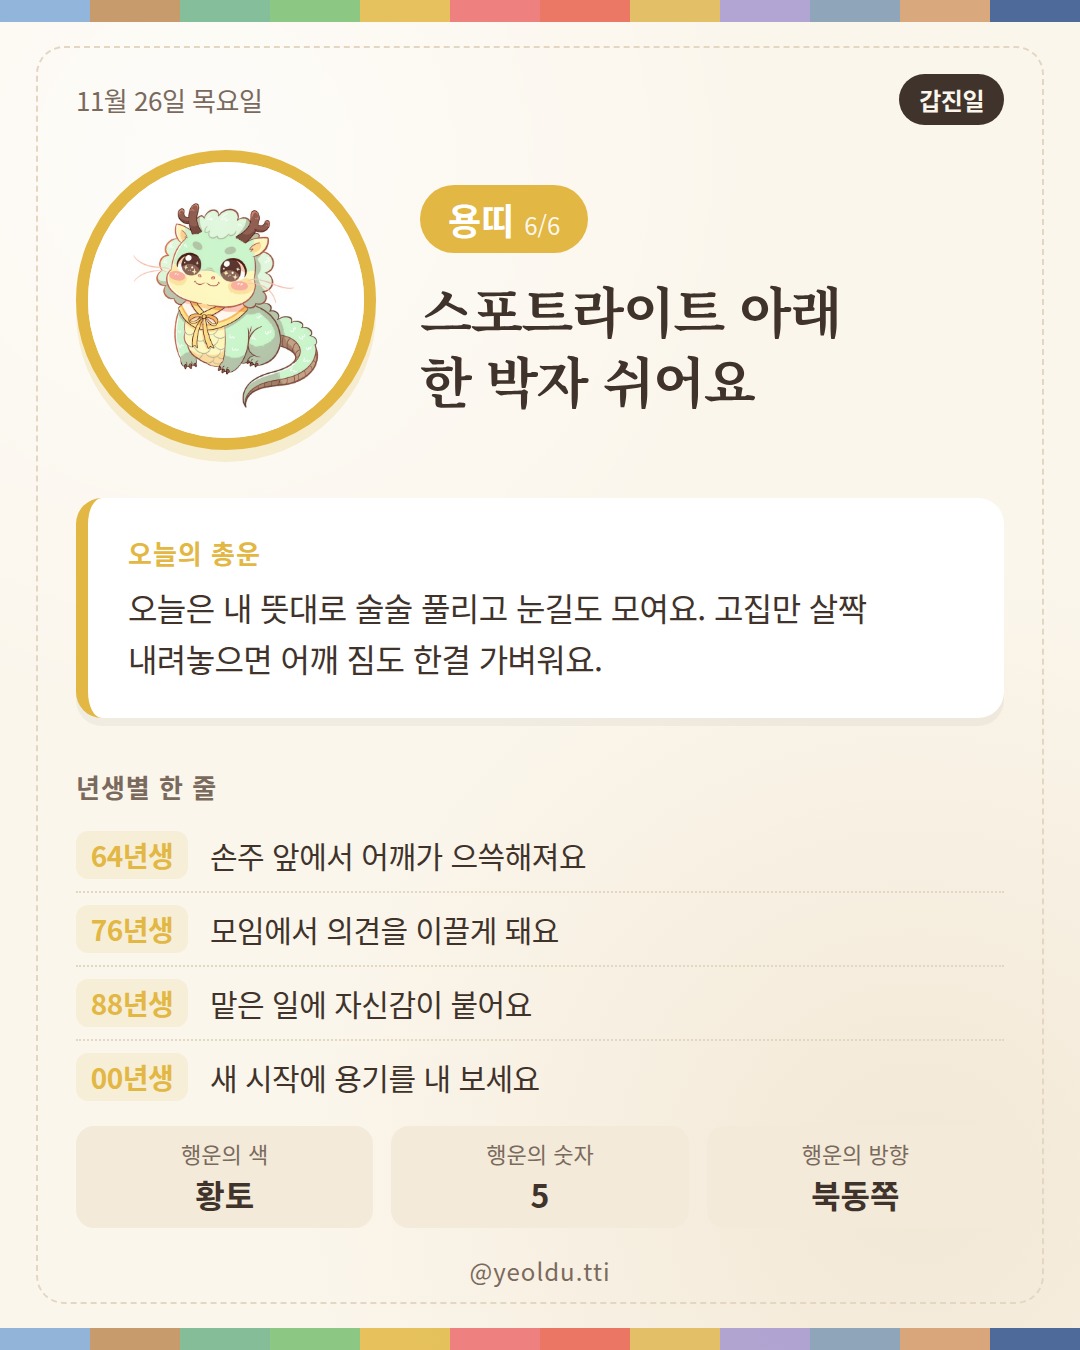 11월 26일 목요일
갑진일
용띠 6/6
스포트라이트 아래
한 박자 쉬어요
오늘의 총운
오늘은 내 뜻대로 술술 풀리고 눈길도 모여요. 고집만 살짝
내려놓으면 어깨 짐도 한결 가벼워요.
년생별 한 줄
64년생 손주 앞에서 어깨가 으쓱해져요
76년생 모임에서 의견을 이끌게 돼요
88년생 맡은 일에 자신감이 붙어요
00년생 새 시작에 용기를 내 보세요
행운의 색
황토
행운의 숫자
5
행운의 방향
북동쪽
@yeoldu.tti